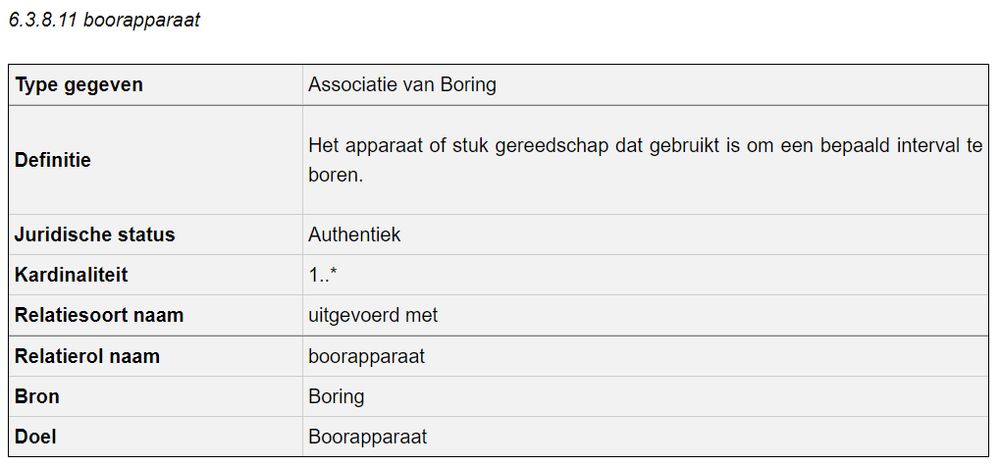 6.3.8.11 boorapparaat
Type gegeven Associatie van Boring
Definitie Het apparaat of stuk gereedschap dat gebruikt is om een bepaald interval te
boren.
Juridische status Authentiek
Kardinaliteit 1..*
Relatiesoort naam uitgevoerd met
Relatierol naam boorapparaat
Bron Boring
Doel Boorapparaat